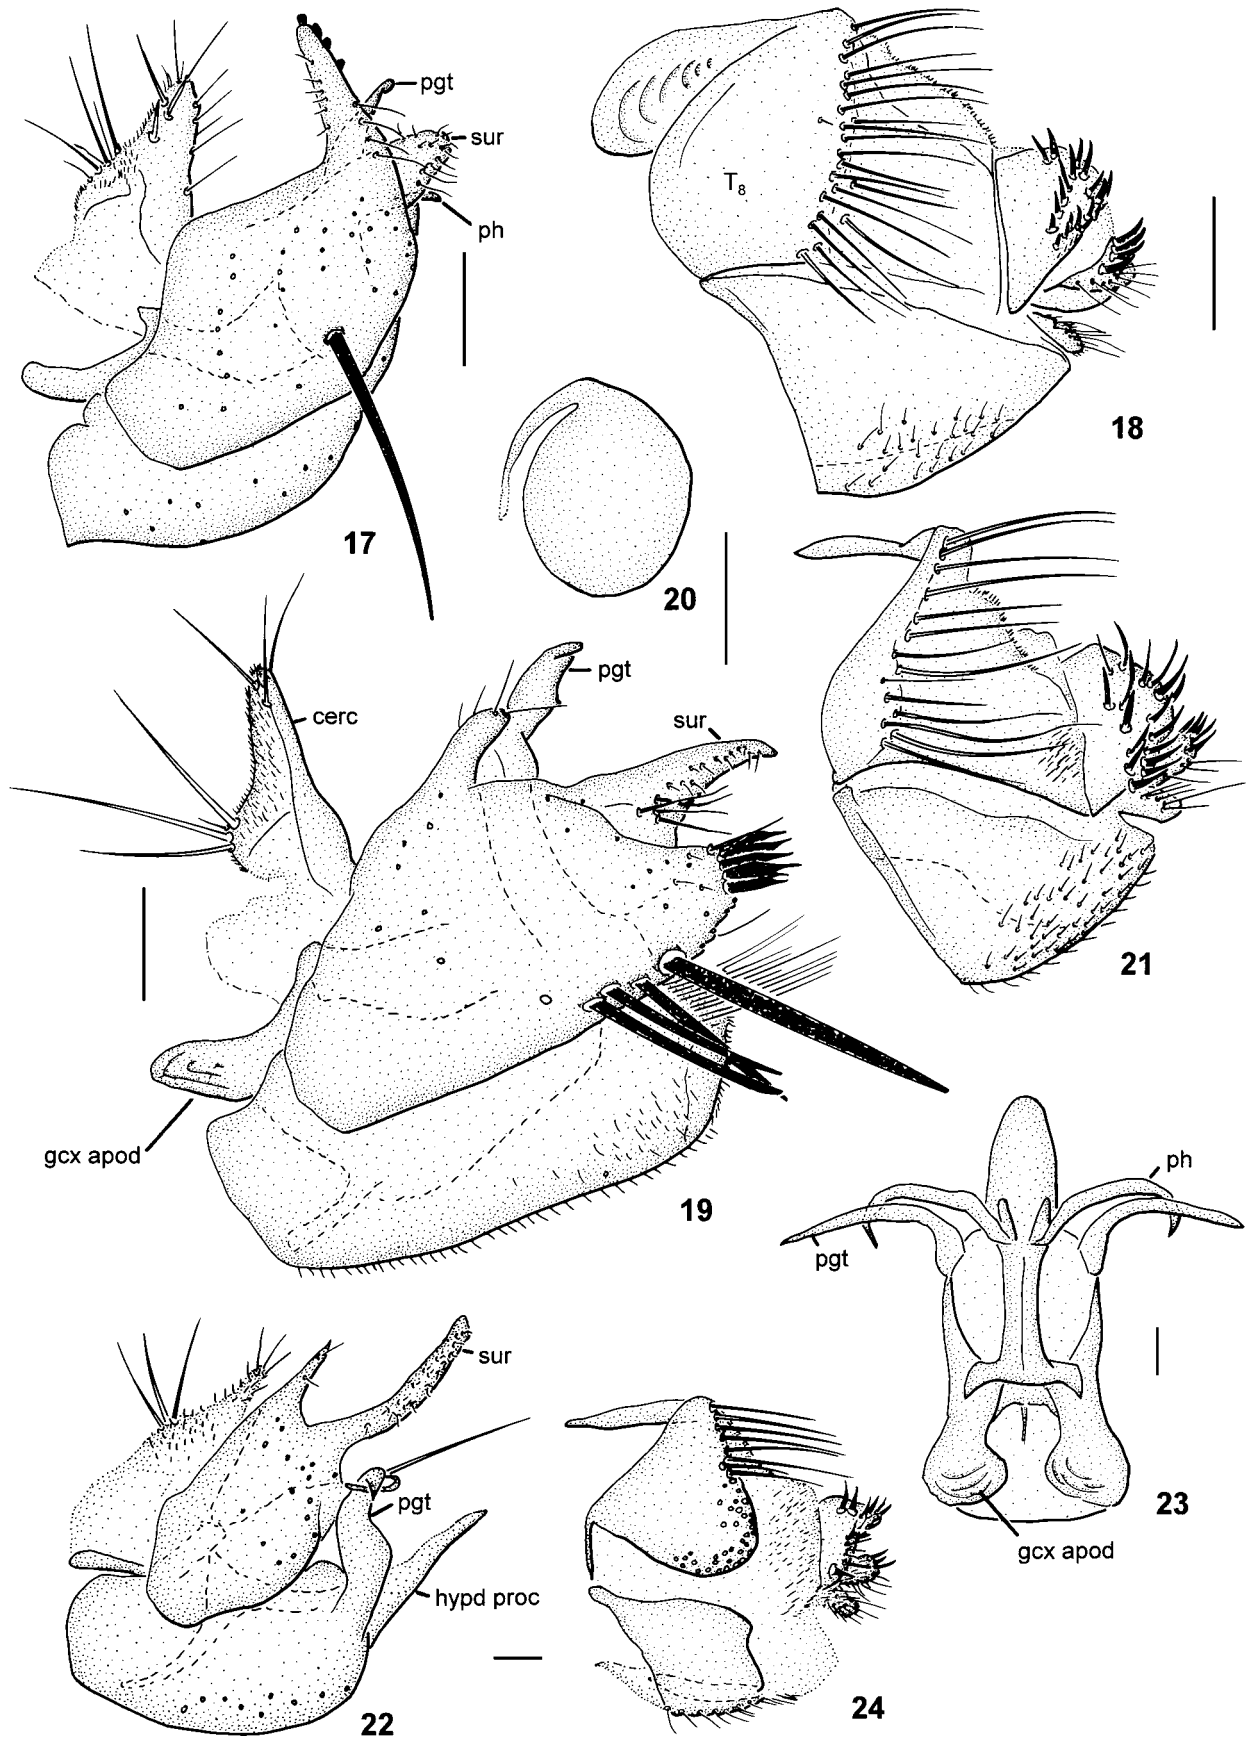 pgt
sur
ph
17
T8
18
20
21
cerc
pgt
sur
gcx apod
19
ph
pgt
gcx apod
23
sur
pgt
hypd proc
22
24